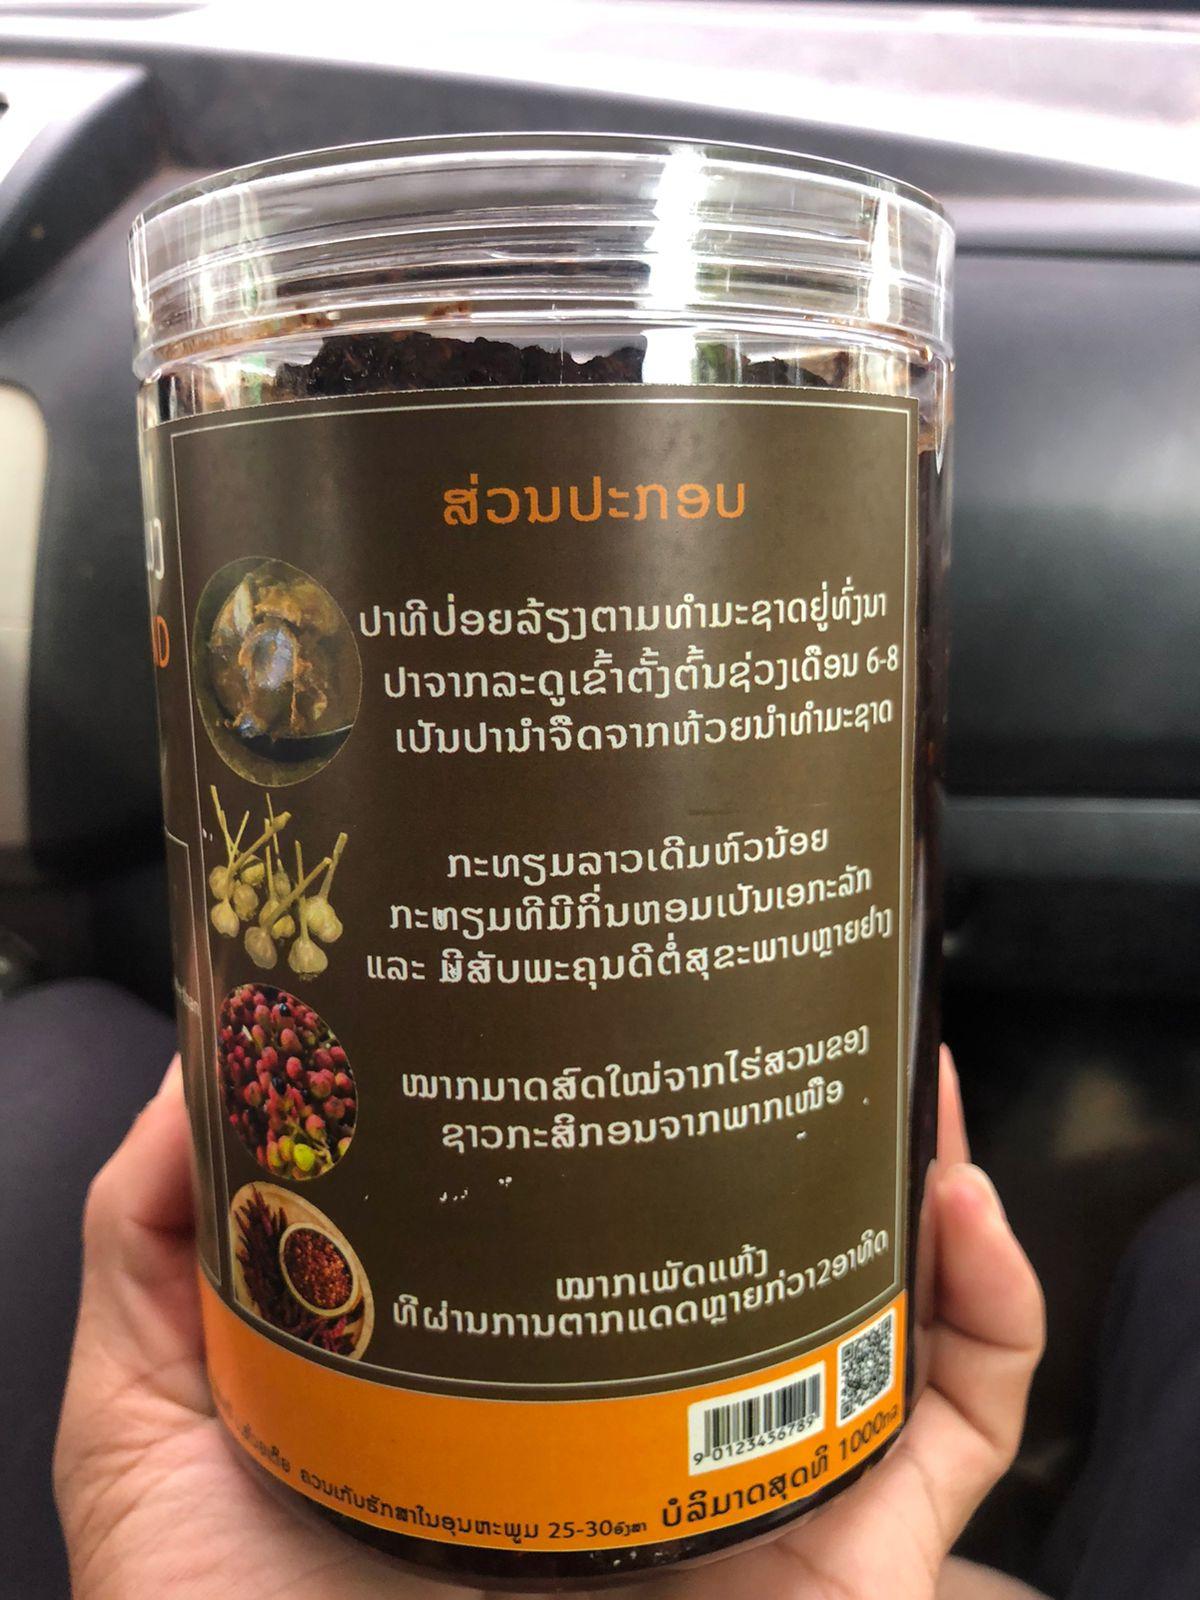 ສ່ວນປະກອບ
ປາທີປ່ອຍລ້ຽງຕາມທຳມະຊາດຢູ່ທົ່ງນາ
ປາຈາກລະດູເຂົ້າຕັ້ງຕົ້ນຊ່ວງເດືອນ 6-8
ເປັນປານຳຈືດຈາກຫ້ວຍນຳທຳມະຊາດ
ກະທຽມລາວເດີມຫົວນ້ອຍ
ກະທຽມທີມີກິ່ນຫອມເປັນເອກະລັກ
ແລະ ມີສັບພະຄຸນດີຕໍ່ສຸຂະພາບຫຼາຍຢາງ
ໝາກມາດສົດໃໝ່ຈາກໄຮ່ສວນຂອງ
ຊາວກະສິກອນຈາກພາກເໜືອ
ໝາກເພັດແຫ້ງ
ທີຜ່ານການຕາກແດດຫຼາຍກ່ວາ2ອາທິດ
9 0123456789
ຄວນເກັບຮັກສາໃນອຸນຫະພູມ 25-30ອົງສາ
ບໍລິມາດສຸດທິ 1000ກຣ